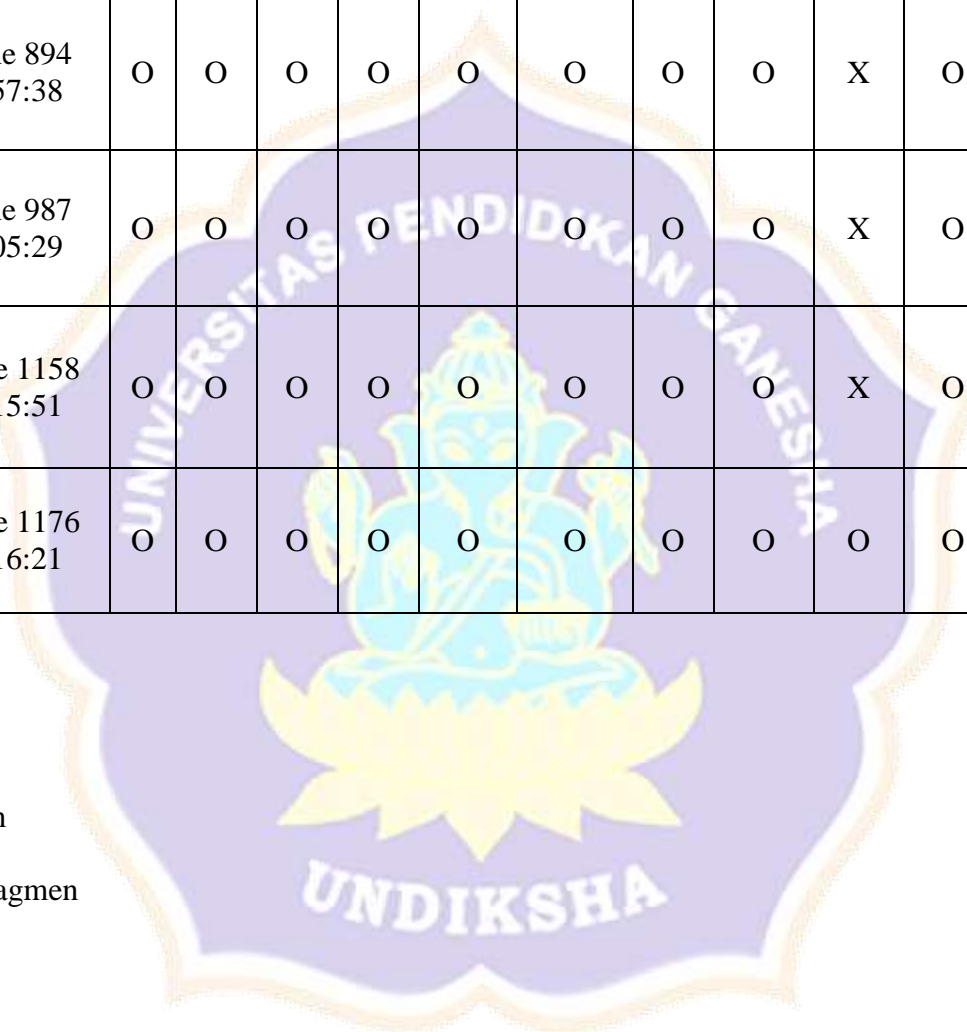 e 894 O O O O O O O O X O
57:38
e 987 O O O O O O O O X O
05:29
e 1158 O O O O O O O O X O
15:51
e 1176 O O O O O O O O O O
16:21
UNIVERSITAS PENDIDIKAN GANESHA
n
agmen
UNDIKSHA